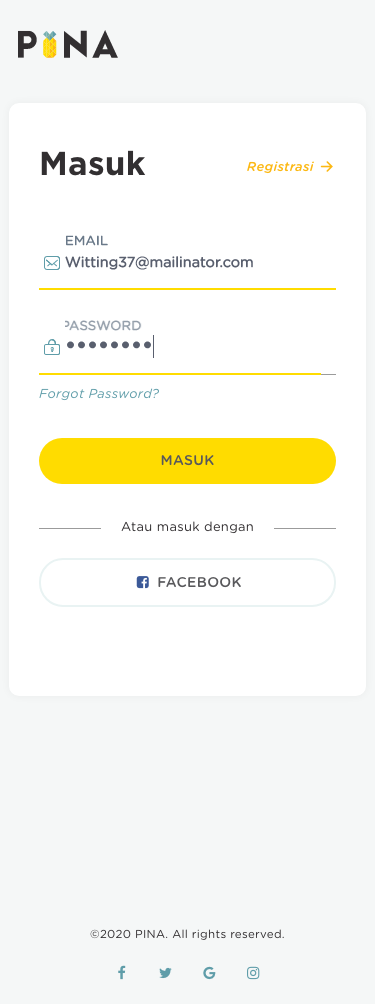 PINA
Masuk
Registrasi →
EMAIL
Witting37@mailinator.com
PASSWORD
••••••••
Forgot Password?
MASUK
Atau masuk dengan
FACEBOOK
©2020 PINA. All rights reserved.